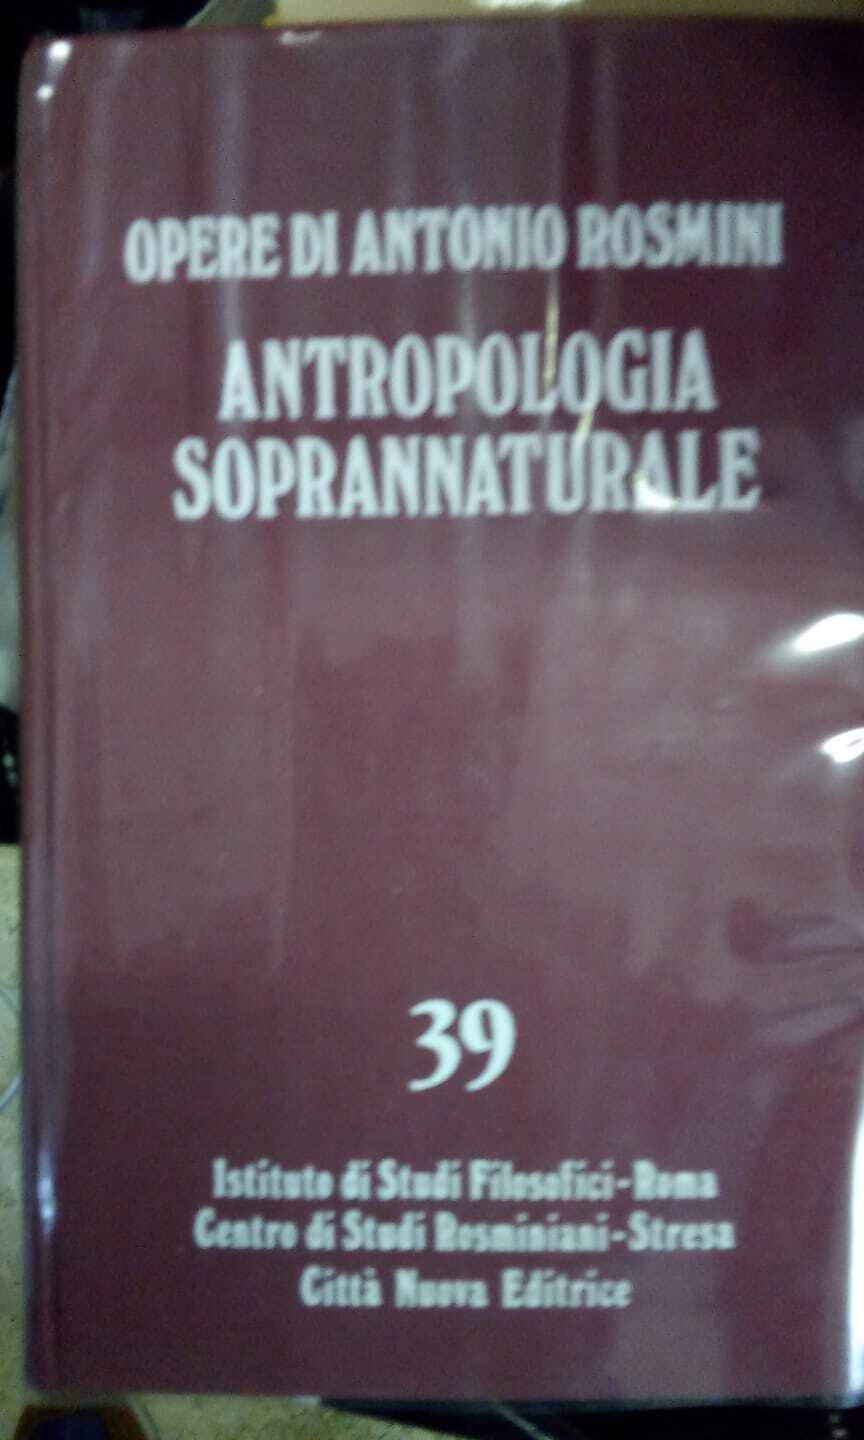 OPERE DI ANTONIO ROSMINI
ANTROPOLOGIA
SOPRANNATURALE
39
Istituto di Studi Filosofici-Roma
Centro di Studi Rosminiani-Stresa
Città Nuova Editrice